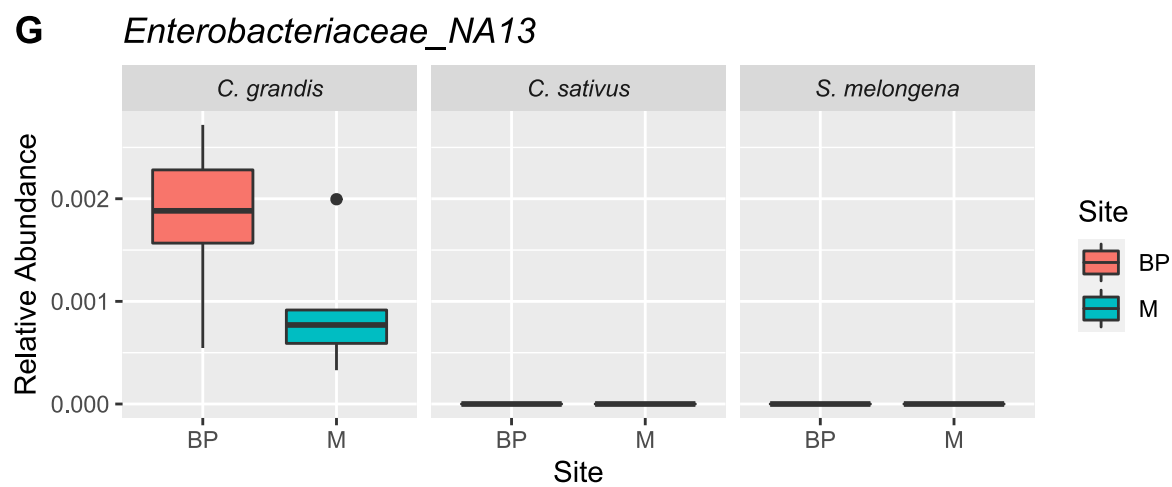 G Enterobacteriaceae_NA13
C. grandis C. sativus S. melongena
Relative Abundance
0.002
0.001
0.000
BP M BP M BP M
Site
Site
BP
M